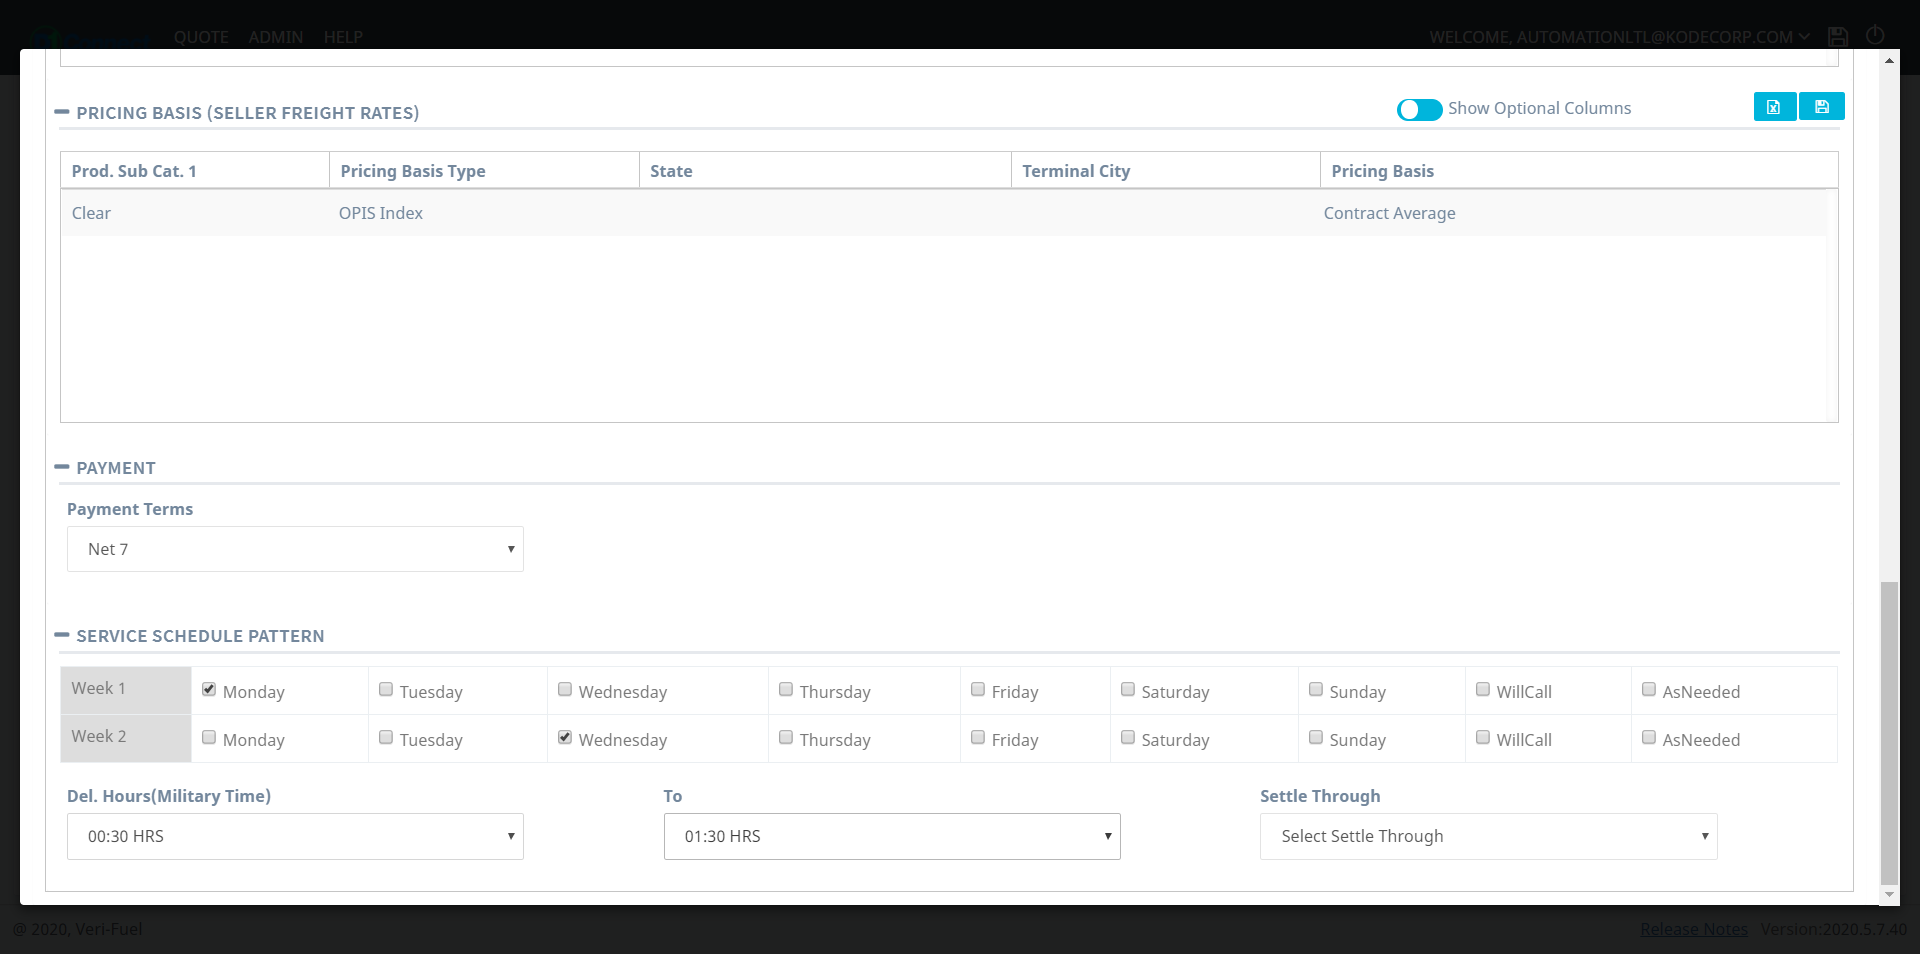 QUOTE ADMIN HELP WELCOME, AUTOMATIONLTL@KODECORP.COM
PRICING BASIS (SELLER FREIGHT RATES) Show Optional Columns
Prod. Sub Cat. 1 Pricing Basis Type State Terminal City Pricing Basis
Clear OPIS Index Contract Average
PAYMENT
Payment Terms
Net 7
SERVICE SCHEDULE PATTERN
Week 1 Monday Tuesday Wednesday Thursday Friday Saturday Sunday WillCall AsNeeded
Week 2 Monday Tuesday Wednesday Thursday Friday Saturday Sunday WillCall AsNeeded
Del. Hours(Military Time) To Settle Through
00:30 HRS 01:30 HRS Select Settle Through
@ 2020, Veri-Fuel Release Notes Version:2020.5.7.40